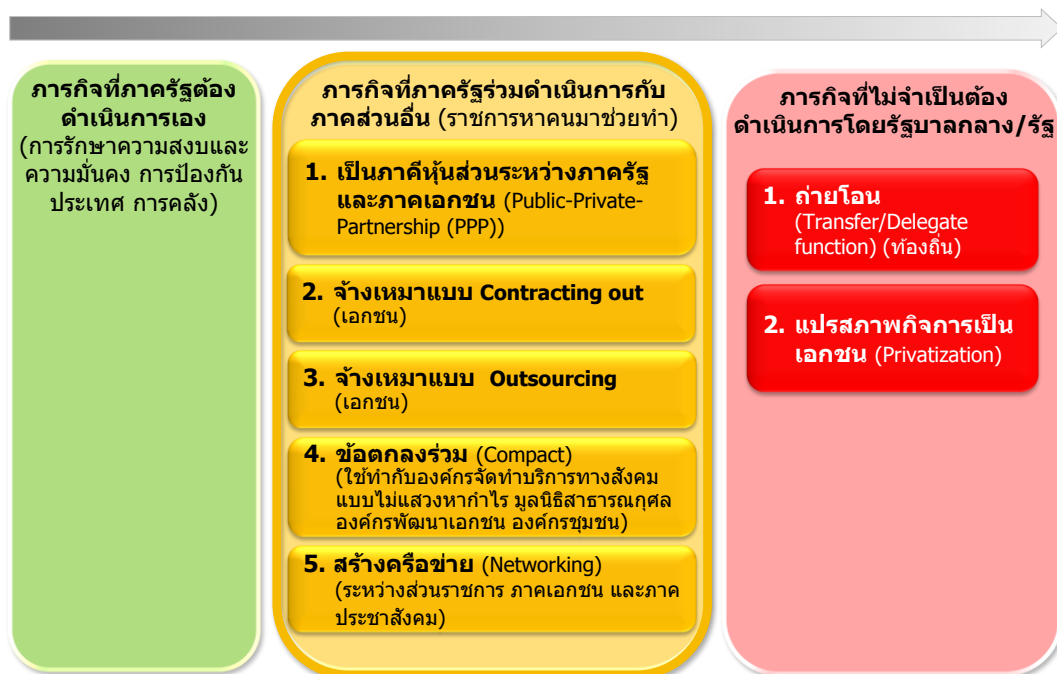 ภารกิจที่ภาครัฐต้อง
ดำเนินการเอง
(การรักษาความสงบและ
ความมั่นคง การป้องกัน
ประเทศ การคลัง)
ภารกิจที่ภาครัฐร่วมดำเนินการกับ
ภาคส่วนอื่น (ราชการหาคนมาช่วยทำ)
1. เป็นภาคีหุ้นส่วนระหว่างภาครัฐ
และภาคเอกชน (Public-Private-
Partnership (PPP))
2. จ้างเหมาแบบ Contracting out
(เอกชน)
3. จ้างเหมาแบบ Outsourcing
(เอกชน)
4. ข้อตกลงร่วม (Compact)
(ใช้ทำกับองค์กรจัดทำบริการทางสังคม
แบบไม่แสวงหากำไร มูลนิธิสาธารณกุศล
องค์กรพัฒนาเอกชน องค์กรชุมชน)
5. สร้างครือข่าย (Networking)
(ระหว่างส่วนราชการ ภาคเอกชน และภาค
ประชาสังคม)
ภารกิจที่ไม่จำเป็นต้อง
ดำเนินการโดยรัฐบาลกลาง/รัฐ
1. ถ่ายโอน
(Transfer/Delegate
function) (ท้องถิ่น)
2. แปรสภาพกิจการเป็น
เอกชน (Privatization)